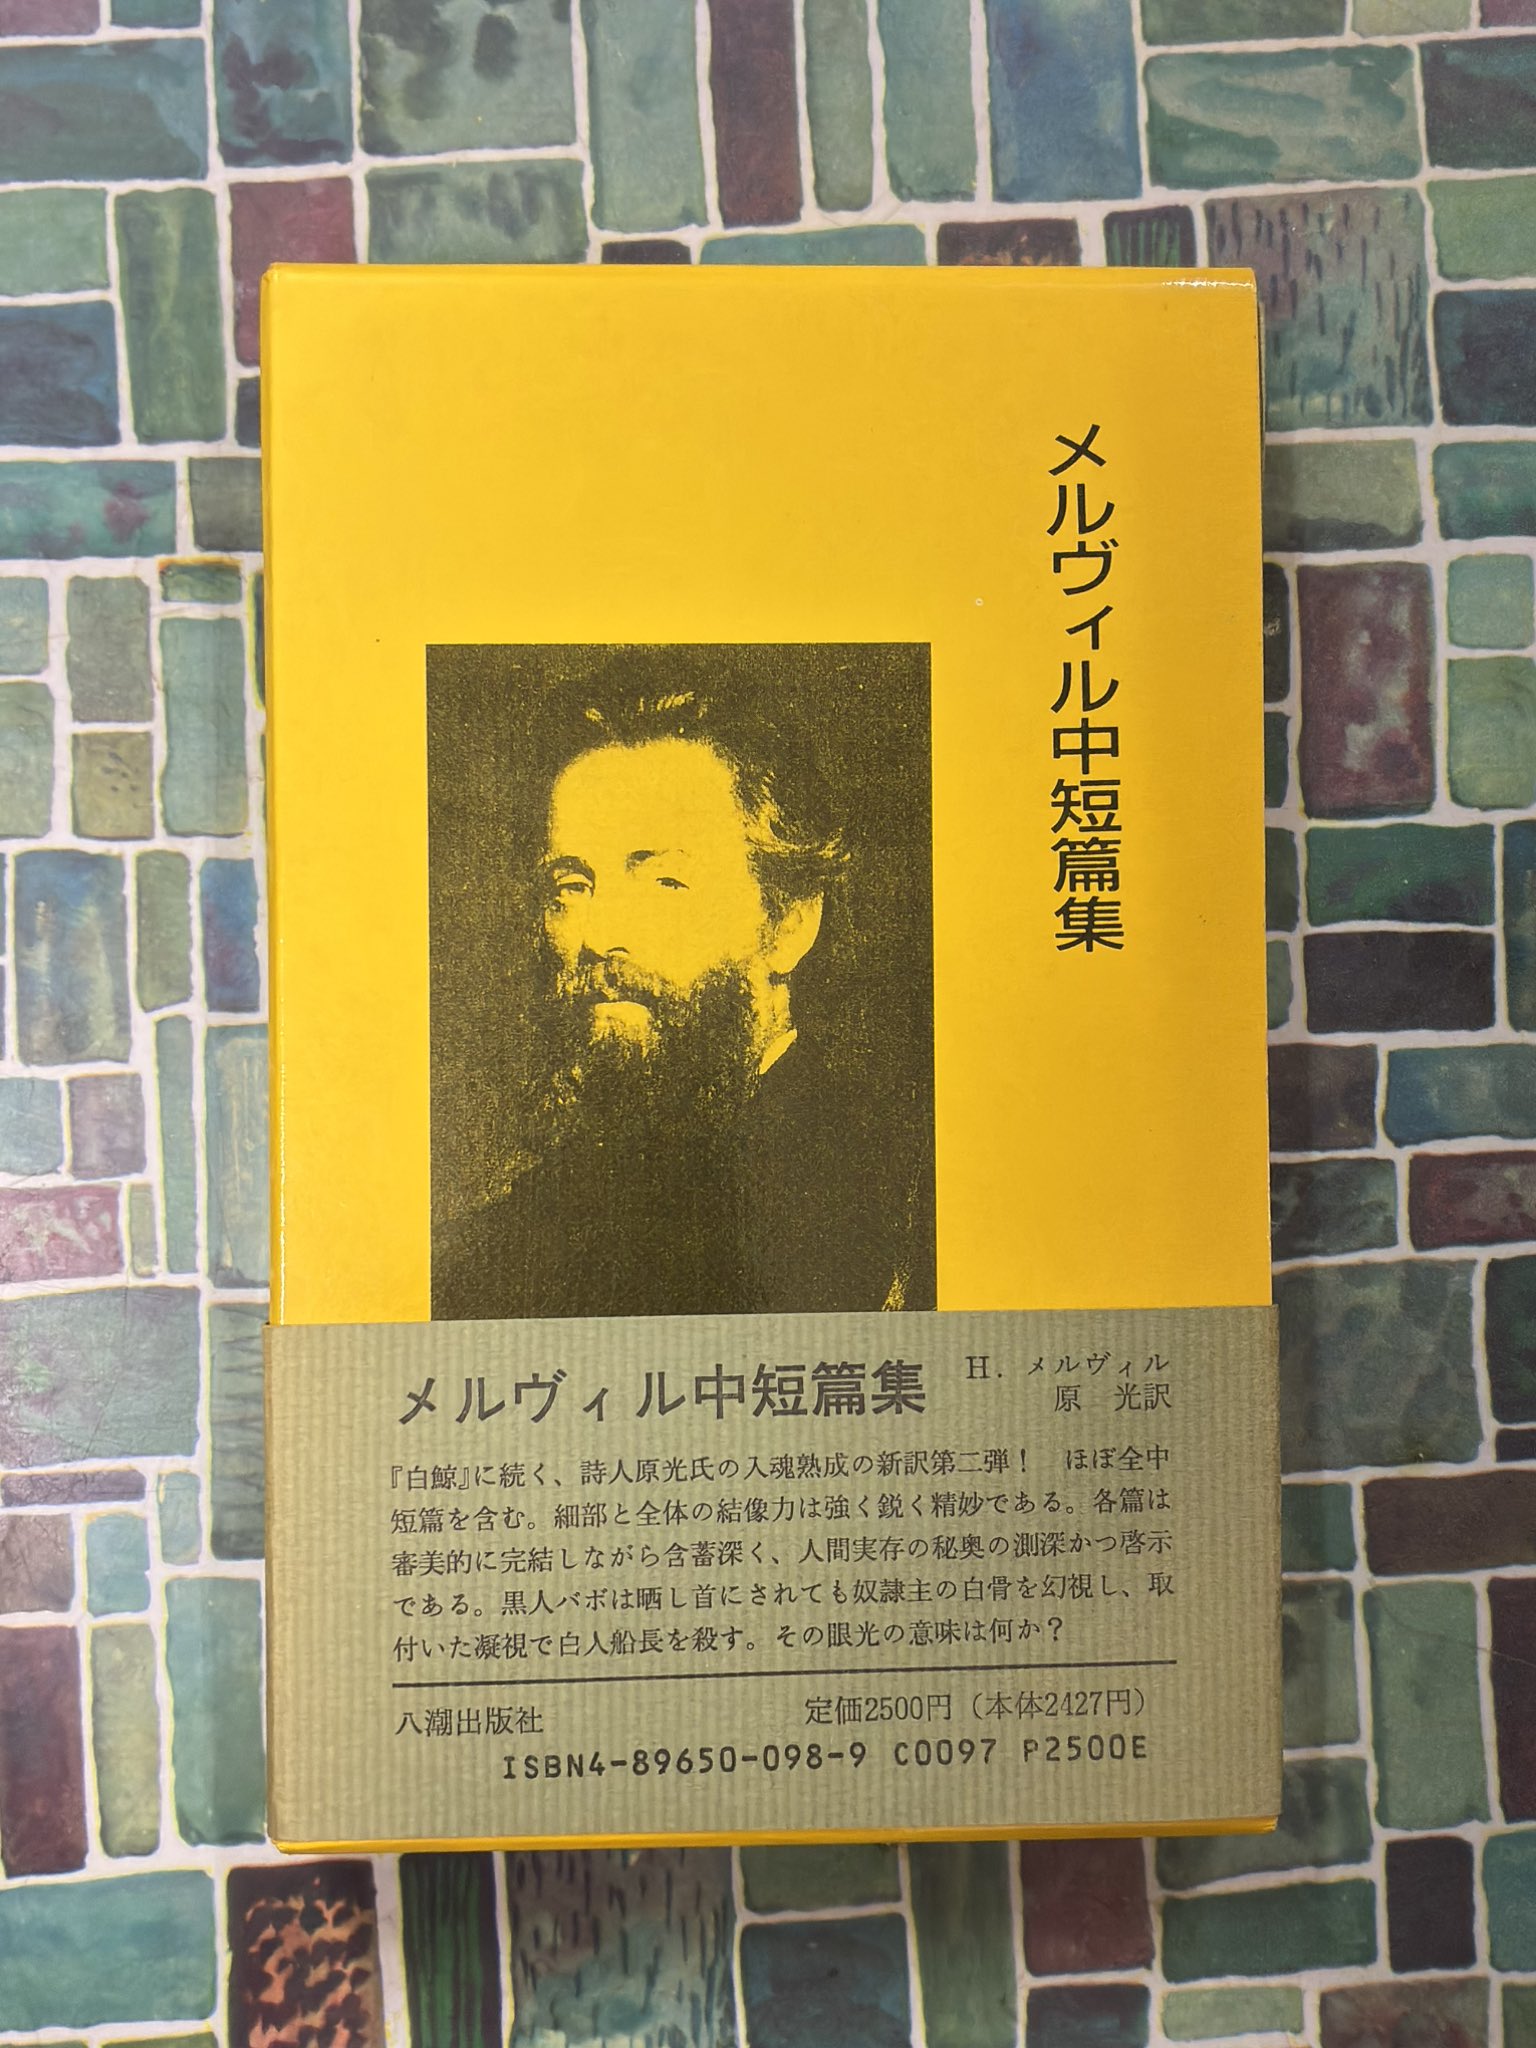 メルヴィル中短篇集
メルヴィル中短篇集
H. メルヴィル
原 光訳
『白鯨』に続く、詩人原光氏の入魂熟成の新訳第二弾！ ほぼ全中
短篇を含む。細部と全体の結像力は強く鋭く精妙である。各篇は
審美的に完結しながら含蓄深く、人間実存の秘奥の測深かつ啓示
である。黒人バボは晒し首にされても奴隷主の白骨を幻視し、取
付いた凝視で白人船長を殺す。その眼光の意味は何か？
八潮出版社
定価2500円（本体2427円）
ISBN4-89650-098-9 C0097 P2500E